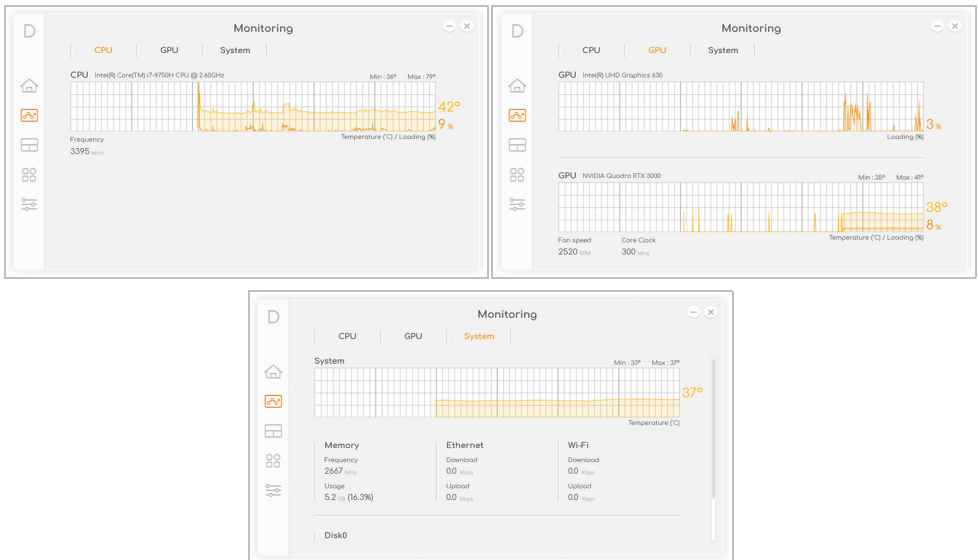 D
Monitoring
CPU GPU System
CPU Intel(R) Core(TM) i7-9750H CPU @ 2.60GHz Min : 36° Max : 79°
42°
9 %
Temperature (°C) / Loading (%)
Frequency
3395 MHz
D
Monitoring
CPU GPU System
GPU Intel(R) UHD Graphics 630
3 %
Loading (%)
GPU NVIDIA Quadro RTX 3000 Min : 35° Max : 41°
38°
8 %
Temperature (°C) / Loading (%)
Fan speed Core Clock
2520 RPM 300 MHz
D
Monitoring
CPU GPU System
System Min : 33° Max : 37°
37°
Temperature (°C)
Memory Ethernet Wi-Fi
Frequency Download Download
2667 MHz 0.0 Kbps 0.0 Kbps
Usage Upload Upload
5.2 GB (16.3%) 0.0 Kbps 0.0 Kbps
Disk0